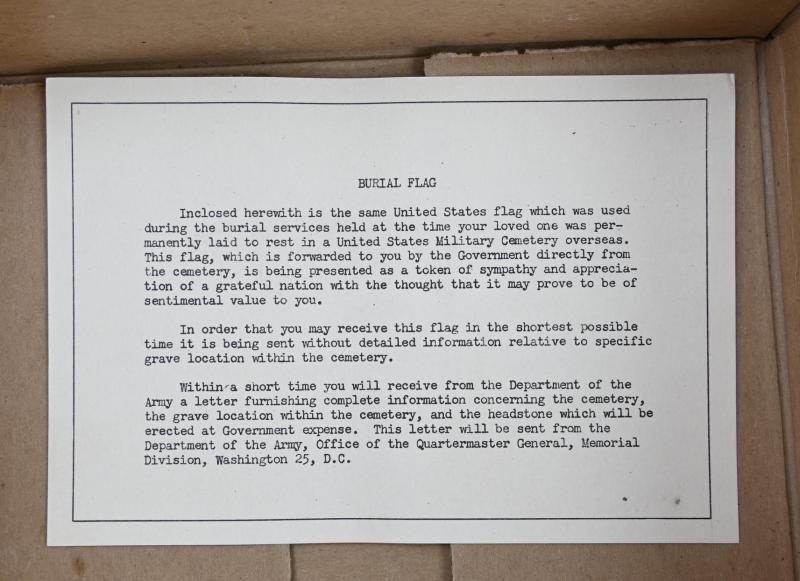 BURIAL FLAG
Inclosed herewith is the same United States flag which was used
during the burial services held at the time your loved one was per-
manently laid to rest in a United States Military Cemetery overseas.
This flag, which is forwarded to you by the Government directly from
the cemetery, is being presented as a token of sympathy and apprecia-
tion of a grateful nation with the thought that it may prove to be of
sentimental value to you.
In order that you may receive this flag in the shortest possible
time it is being sent without detailed information relative to specific
grave location within the cemetery.
Within a short time you will receive from the Department of the
Army a letter furnishing complete information concerning the cemetery,
the grave location within the cemetery, and the headstone which will be
erected at Government expense. This letter will be sent from the
Department of the Army, Office of the Quartermaster General, Memorial
Division, Washington 25, D.C.